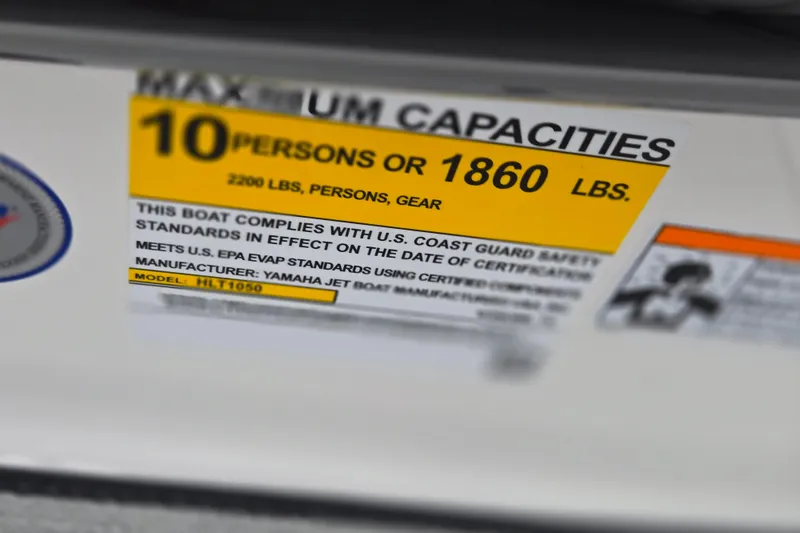 MAXIMUM CAPACITIES
10 PERSONS OR 1860 LBS.
2200 LBS, PERSONS, GEAR
THIS BOAT COMPLIES WITH U.S. COAST GUARD SAFETY
STANDARDS IN EFFECT ON THE DATE OF CERTIFICATION
MEETS U.S. EPA EVAP STANDARDS USING CERTIFIED COMPONENTS
MANUFACTURER: YAMAHA JET BOAT MANUFACTURING
MODEL: HLT1050